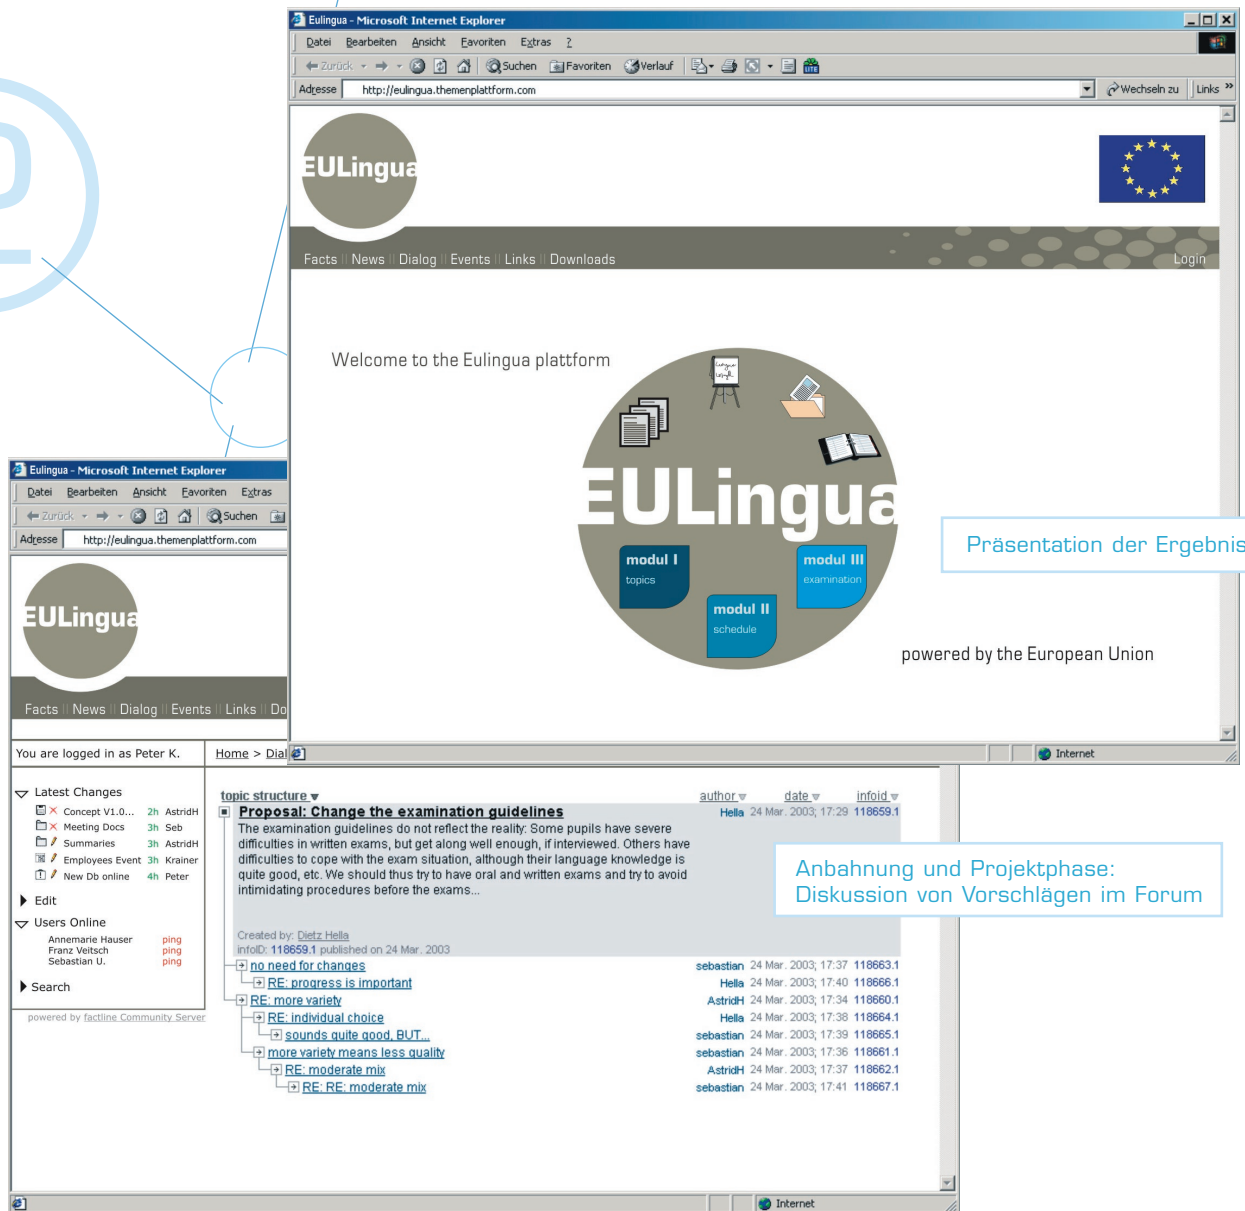 Eulingua - Microsoft Internet Explorer
Datei Bearbeiten Ansicht Favoriten Extras ?
Zurück Suchen Favoriten Verlauf
Adresse http://eulingua.themenplattform.com Wechseln zu Links »
EULingua
Facts || News || Dialog || Events || Links || Downloads Login
Welcome to the Eulingua plattform
EULingua
modul I
topics
modul II
schedule
modul III
examination
powered by the European Union
Internet
Präsentation der Ergebnis
Eulingua - Microsoft Internet Explorer
Datei Bearbeiten Ansicht Favoriten Extras
Zurück Suchen
Adresse http://eulingua.themenplattform.com
EULingua
Facts || News || Dialog || Events || Links || Do
You are logged in as Peter K. Home > Dial
Latest Changes
Concept V1.0... 2h AstridH
Meeting Docs 3h Seb
Summaries 3h AstridH
Employees Event 3h Krainer
New Db online 4h Peter
Edit
Users Online
Annemarie Hauser ping
Franz Veitsch ping
Sebastian U. ping
Search
powered by factline Community Server
topic structure author date infoid
Proposal: Change the examination guidelines Hella 24 Mar. 2003; 17:29 118659.1
The examination guidelines do not reflect the reality: Some pupils have severe
difficulties in written exams, but get along well enough, if interviewed. Others have
difficulties to cope with the exam situation, although their language knowledge is
quite good, etc. We should thus try to have oral and written exams and try to avoid
intimidating procedures before the exams...
Created by: Dietz Hella
infoID: 118659.1 published on 24 Mar. 2003
no need for changes sebastian 24 Mar. 2003; 17:37 118663.1
RE: progress is important Hella 24 Mar. 2003; 17:40 118666.1
RE: more variety AstridH 24 Mar. 2003; 17:34 118660.1
RE: individual choice Hella 24 Mar. 2003; 17:38 118664.1
sounds quite good, BUT... sebastian 24 Mar. 2003; 17:39 118665.1
more variety means less quality sebastian 24 Mar. 2003; 17:36 118661.1
RE: moderate mix AstridH 24 Mar. 2003; 17:37 118662.1
RE: RE: moderate mix sebastian 24 Mar. 2003; 17:41 118667.1
Anbahnung und Projektphase:
Diskussion von Vorschlägen im Forum
Internet